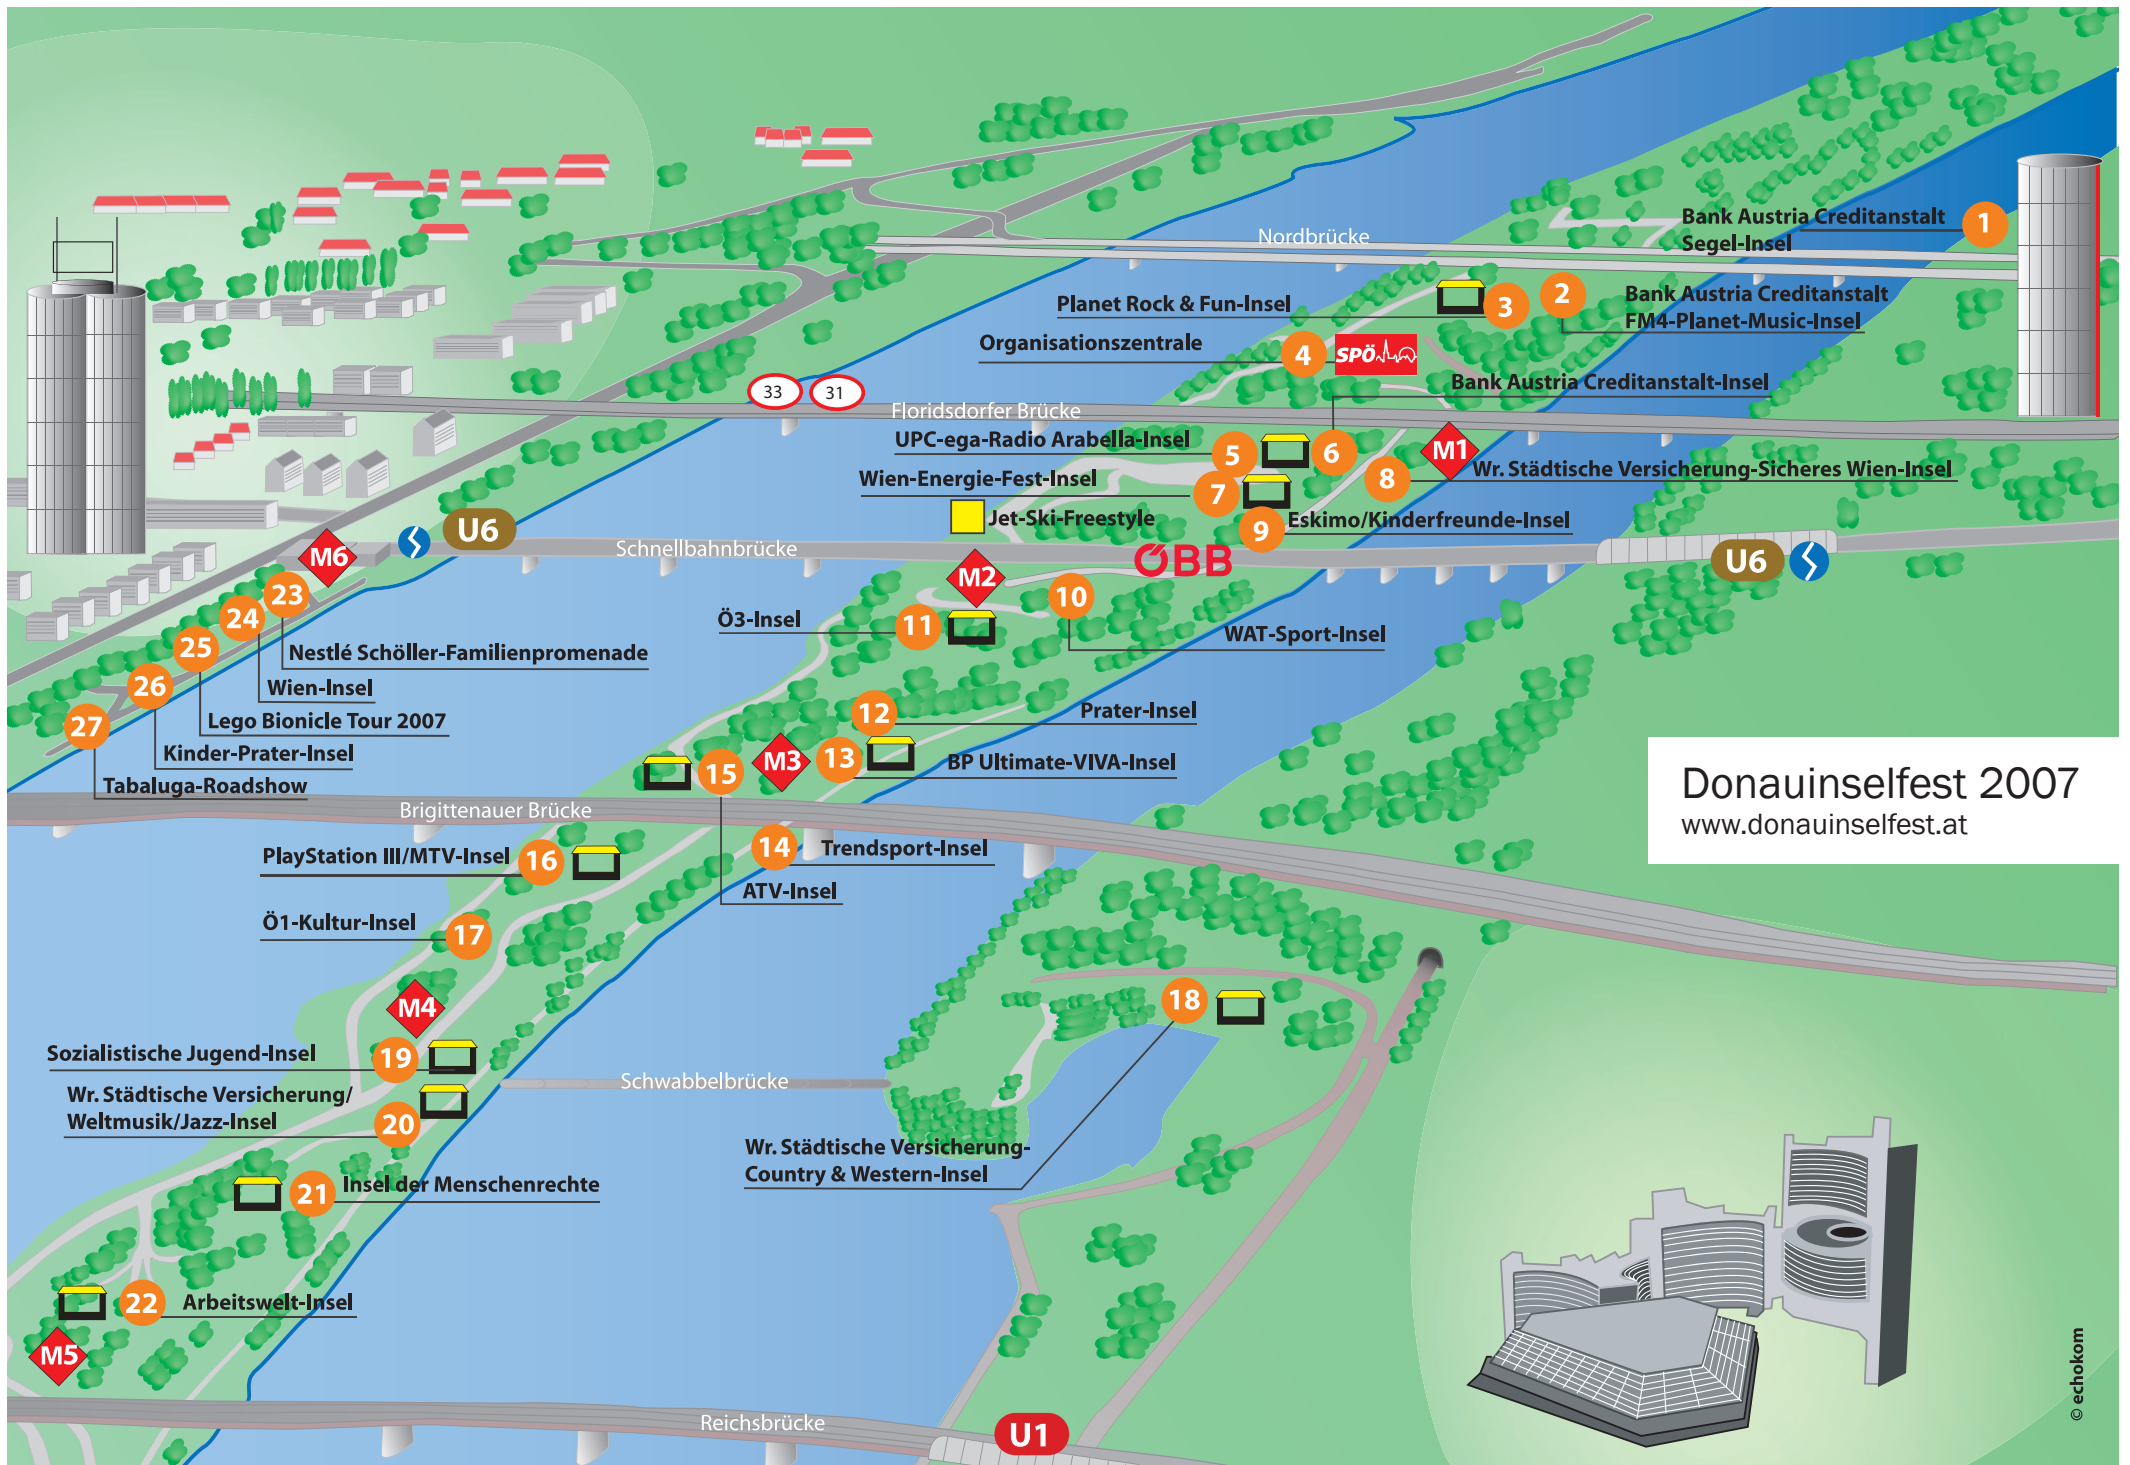 Nordbrücke
Bank Austria Creditanstalt
Segel-Insel
1
Planet Rock & Fun-Insel
3
2
Bank Austria Creditanstalt
FM4-Planet-Music-Insel
Organisationszentrale
4
SPÖ
Bank Austria Creditanstalt-Insel
33
31
Floridsdorfer Brücke
UPC-ega-Radio Arabella-Insel
5
6
M1
Wien-Energie-Fest-Insel
7
8
Wr. Städtische Versicherung-Sicheres Wien-Insel
Jet-Ski-Freestyle
9
Eskimo/Kinderfreunde-Insel
M6
U6
Schnellbahnbrücke
ÖBB
U6
M2
23
24
25
26
27
Nestlé Schöller-Familienpromenade
Wien-Insel
Lego Bionicle Tour 2007
Kinder-Prater-Insel
Tabaluga-Roadshow
Ö3-Insel
11
10
WAT-Sport-Insel
12
Prater-Insel
15
M3
13
BP Ultimate-VIVA-Insel
Donauinselfest 2007
www.donauinselfest.at
Brigittenauer Brücke
PlayStation III/MTV-Insel
16
14
Trendsport-Insel
ATV-Insel
Ö1-Kultur-Insel
17
M4
18
Sozialistische Jugend-Insel
19
Schwabbelbrücke
Wr. Städtische Versicherung/
Weltmusik/Jazz-Insel
20
Wr. Städtische Versicherung-
Country & Western-Insel
21
Insel der Menschenrechte
22
Arbeitswelt-Insel
M5
Reichsbrücke
U1
© echokom